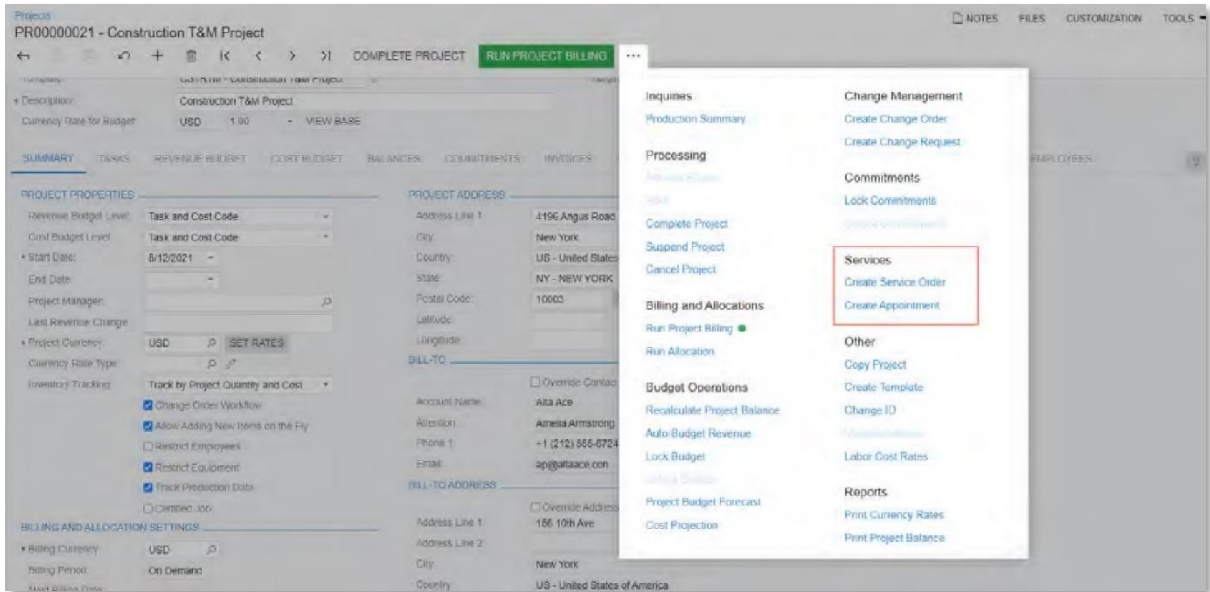 Projects
PR00000021 - Construction T&M Project
NOTES FILES CUSTOMIZATION TOOLS
COMPLETE PROJECT RUN PROJECT BILLING ...
Description: Construction T&M Project
Currency Rate for Budget USD 1.00 VIEW BASE
SUMMARY TASKS REVENUE BUDGET COST BUDGET BALANCES COMMITMENTS INVOICES EMPLOYEES
PROJECT PROPERTIES
Revenue Budget Level: Task and Cost Code
Cost Budget Level: Task and Cost Code
Start Date: 8/12/2021
End Date:
Project Manager:
Last Revenue Change
Project Currency: USD SET RATES
Currency Rate Type:
Inventory Tracking: Track by Project Quantity and Cost
Change Order Workflow
Allow Adding New Items on the Fly
Restrict Employees
Restrict Equipment
Track Production Data
Certified Job
BILLING AND ALLOCATION SETTINGS
Billing Currency: USD
Billing Period: On Demand
Next Billing Date:
PROJECT ADDRESS
Address Line 1 4196 Angus Road
City: New York
Country: US - United States
State: NY - NEW YORK
Postal Code: 10003
Latitude:
Longitude:
BILL-TO
Override Contact
Account Name: Alta Ace
Attention: Amelia Armstrong
Phone 1: +1 (212) 555-6724
Email: ap@altaace.con
BILL-TO ADDRESS
Override Address
Address Line 1: 166 10th Ave
Address Line 2:
City: New York
Country: US - United States of America
Inquiries
Production Summary
Processing
Complete Project
Suspend Project
Cancel Project
Billing and Allocations
Run Project Billing
Run Allocation
Budget Operations
Recalculate Project Balance
Auto-Budget Revenue
Lock Budget
Project Budget Forecast
Cost Projection
Change Management
Create Change Order
Create Change Request
Commitments
Lock Commitments
Services
Create Service Order
Create Appointment
Other
Copy Project
Create Template
Change ID
Labor Cost Rates
Reports
Print Currency Rates
Print Project Balance